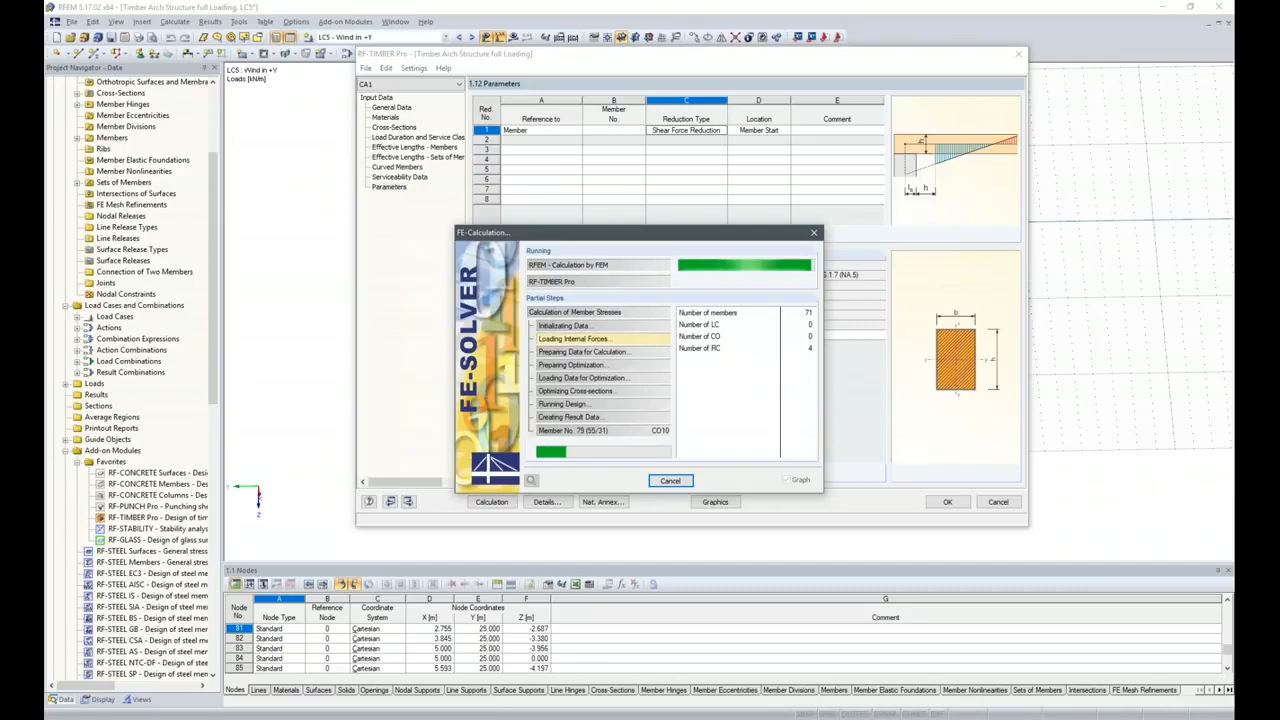 RFEM 5.17.02 x64 - [Timber Arch Structure full Loading, LC5*]
File Edit View Insert Calculate Results Tools Table Options Add-on Modules Window Help
LC5 - Wind in +Y
Project Navigator - Data
Orthotropic Surfaces and Membra
Cross-Sections
Member Hinges
Member Eccentricities
Member Divisions
Members
Ribs
Member Elastic Foundations
Member Nonlinearities
Sets of Members
Intersections of Surfaces
FE Mesh Refinements
Nodal Releases
Line Release Types
Line Releases
Surface Release Types
Surface Releases
Connection of Two Members
Joints
Nodal Constraints
Load Cases and Combinations
Load Cases
Actions
Combination Expressions
Action Combinations
Load Combinations
Result Combinations
Loads
Results
Sections
Average Regions
Printout Reports
Guide Objects
Add-on Modules
Favorites
RF-CONCRETE Surfaces - Desi
RF-CONCRETE Members - De
RF-CONCRETE Columns - De
RF-PUNCH Pro - Punching she
RF-TIMBER Pro - Design of tim
RF-STABILITY - Stability analys
RF-GLASS - Design of glass sur
RF-STEEL Surfaces - General stress
RF-STEEL Members - General stres
RF-STEEL EC3 - Design of steel me
RF-STEEL AISC - Design of steel m
RF-STEEL IS - Design of steel mem
RF-STEEL SIA - Design of steel me
RF-STEEL BS - Design of steel mer
RF-STEEL GB - Design of steel mer
RF-STEEL CSA - Design of steel me
RF-STEEL AS - Design of steel mer
RF-STEEL NTC-DF - Design of stee
RF-STEEL SP - Design of steel mer
Data Display Views
LC5 : Wind in +Y
Loads [kN/m]
Y
Z
RF-TIMBER Pro - [Timber Arch Structure full Loading]
File Edit Settings Help
CA1
1.12 Parameters
Input Data
General Data
Materials
Cross-Sections
Load Duration and Service Clas
Effective Lengths - Members
Effective Lengths - Sets of Mer
Curved Members
Serviceability Data
Parameters
A B C D E
Red. No. Reference to Member No. Reduction Type Location Comment
1 Member Shear Force Reduction Member Start
2
3
4
5
6
7
8
h
h
S.1.7 (NA.5)
b
h
FE-Calculation...
FE-SOLVER
Running
RFEM - Calculation by FEM
RF-TIMBER Pro
Partial Steps
Calculation of Member Stresses
Initializating Data...
Loading Internal Forces...
Preparing Data for Calculation...
Preparing Optimization...
Loading Data for Optimization...
Optimizing Cross-sections...
Running Design...
Creating Result Data...
Member No. 79 (55/31) CO10
Number of members 71
Number of LC 0
Number of CO 0
Number of RC 4
Cancel
Graph
Calculation Details... Nat. Annex... Graphics OK Cancel
1.1 Nodes
A B C D E F G
Node No. Node Type Reference Node Coordinate System Node Coordinates X [m] Y [m] Z [m] Comment
81 Standard 0 Cartesian 2.755 25.000 -2.687
82 Standard 0 Cartesian 3.845 25.000 -3.380
83 Standard 0 Cartesian 5.000 25.000 -3.956
84 Standard 0 Cartesian 5.000 25.000 0.000
85 Standard 0 Cartesian 5.593 25.000 -4.197
Nodes Lines Materials Surfaces Solids Openings Nodal Supports Line Supports Surface Supports Line Hinges Cross-Sections Member Hinges Member Eccentricities Member Divisions Members Member Elastic Foundations Member Nonlinearities Sets of Members Intersections FE Mesh Refinements